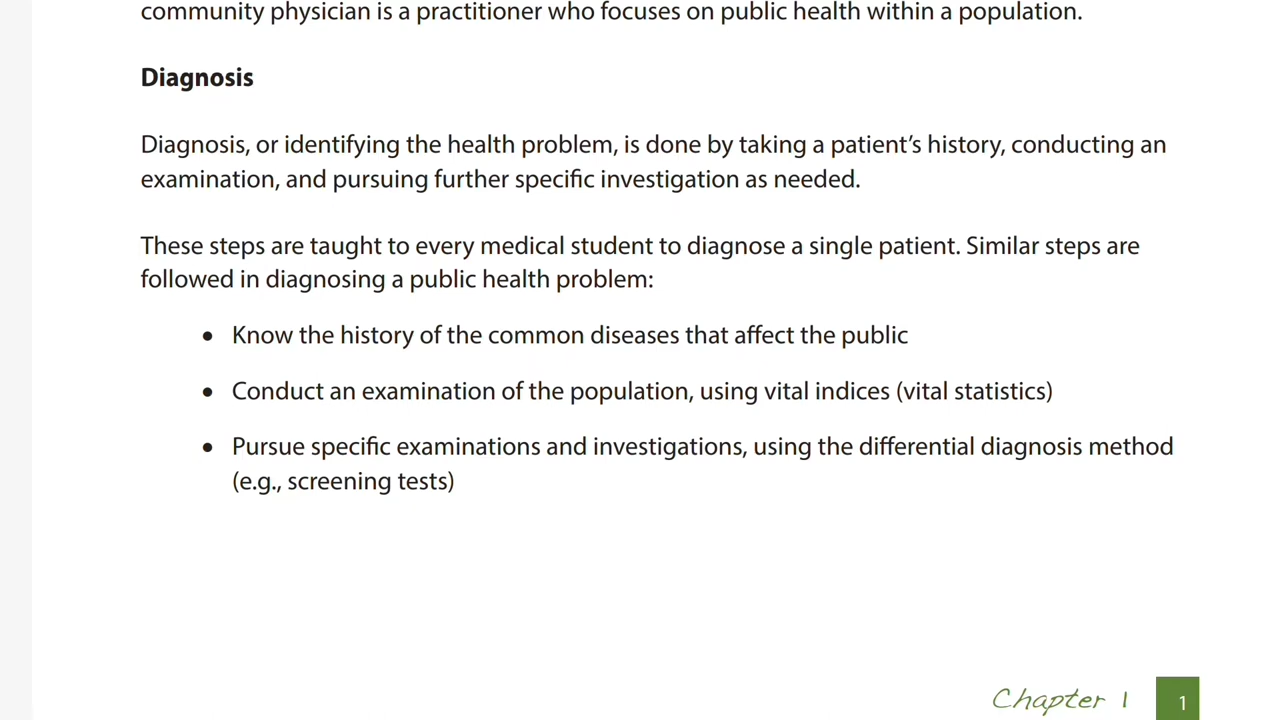 community physician is a practitioner who focuses on public health within a population.
Diagnosis
Diagnosis, or identifying the health problem, is done by taking a patient’s history, conducting an
examination, and pursuing further specific investigation as needed.
These steps are taught to every medical student to diagnose a single patient. Similar steps are
followed in diagnosing a public health problem:
• Know the history of the common diseases that affect the public
• Conduct an examination of the population, using vital indices (vital statistics)
• Pursue specific examinations and investigations, using the differential diagnosis method
(e.g., screening tests)
Chapter 1 1